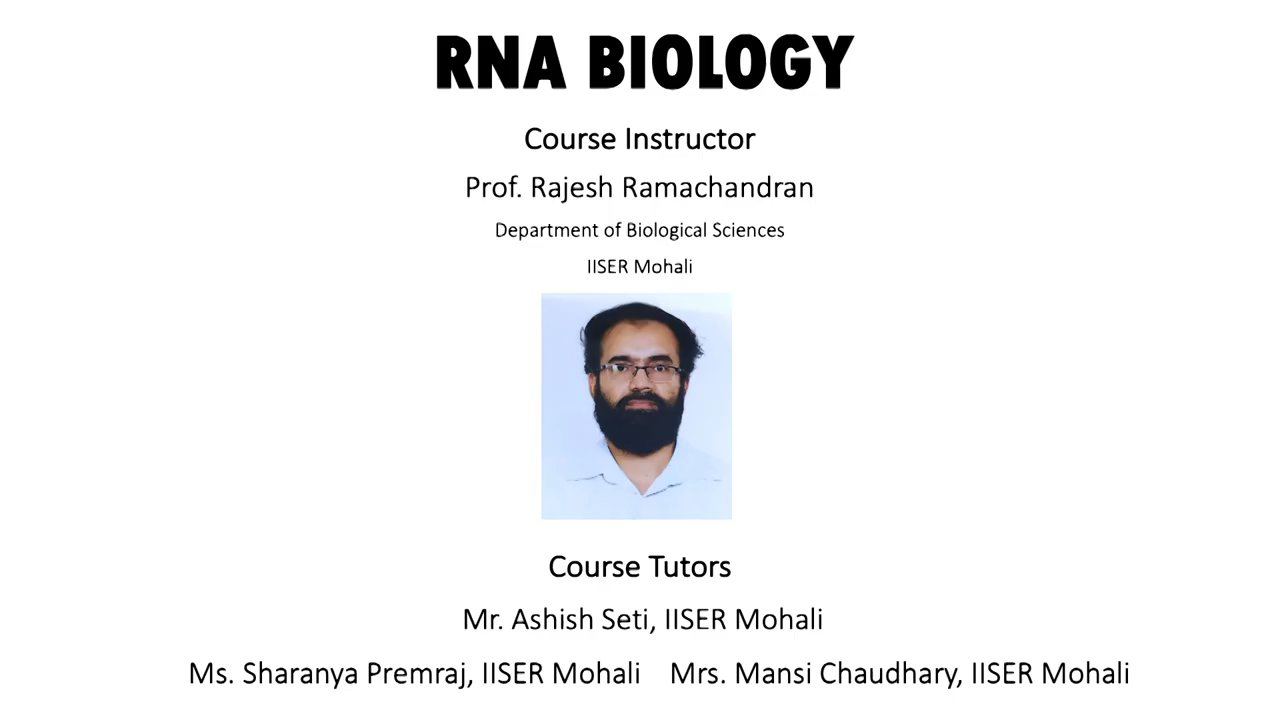 RNA BIOLOGY
Course Instructor
Prof. Rajesh Ramachandran
Department of Biological Sciences
IISER Mohali
Course Tutors
Mr. Ashish Seti, IISER Mohali
Ms. Sharanya Premraj, IISER Mohali Mrs. Mansi Chaudhary, IISER Mohali